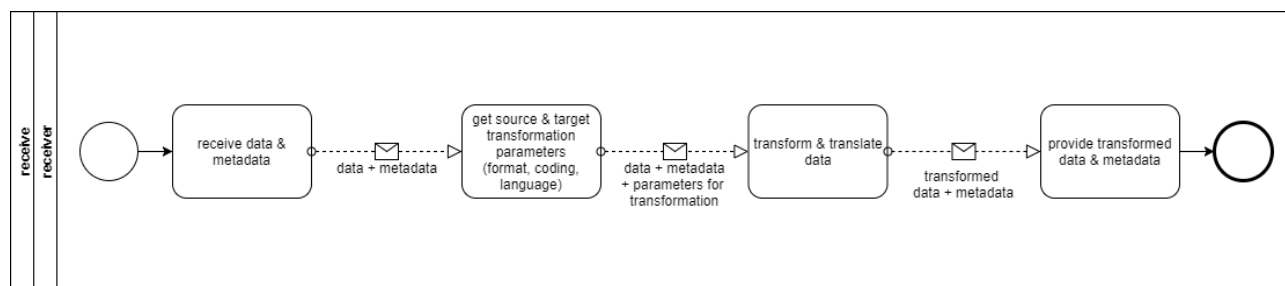 receive
receiver
receive data &
metadata
data + metadata
get source & target
transformation
parameters
(format, coding,
language)
data + metadata
+ parameters for
transformation
transform & translate
data
transformed
data + metadata
provide transformed
data & metadata